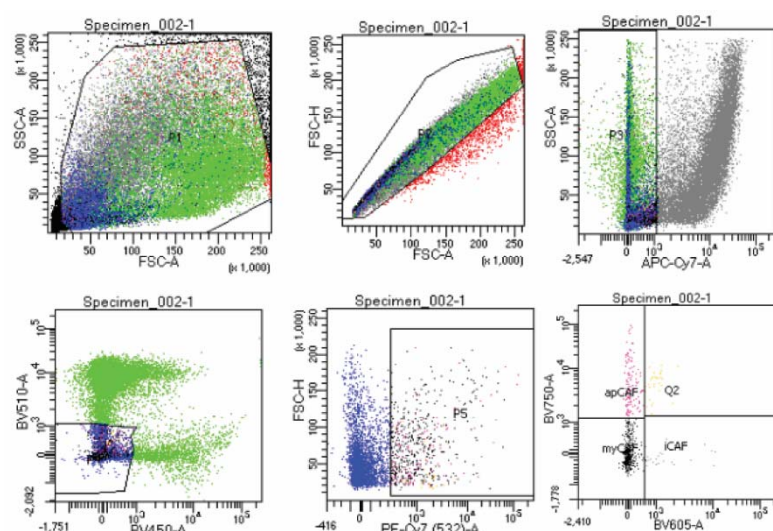 Specimen_002-1
(x 1,000)
SSC-A
50 100 150 200 250
P1
50 100 150 200 250
FSC-A
(x 1,000)
Specimen_002-1
(x 1,000)
FSC-H
50 100 150 200 250
50 100 150 200 250
FSC-A
(x 1,000)
Specimen_002-1
(x 1,000)
SSC-A
50 100 150 200 250
P3
-2,547
0 10³ 10⁴ 10⁵
APC-Cy7-A
Specimen_002-1
BV510-A
-2,092
0 10³ 10⁴ 10⁵
-1,751
0 10³ 10⁴ 10⁵
BV450-A
Specimen_002-1
(x 1,000)
FSC-H
50 100 150 200 250
P5
-416
0 10³ 10⁴ 10⁵
PE-Cy7 (532)-A
Specimen_002-1
BV750-A
-1,778
0 10³ 10⁴ 10⁵
apCAF
Q2
myCAF
iCAF
-2,410
0 10³ 10⁴ 10⁵
BV605-A